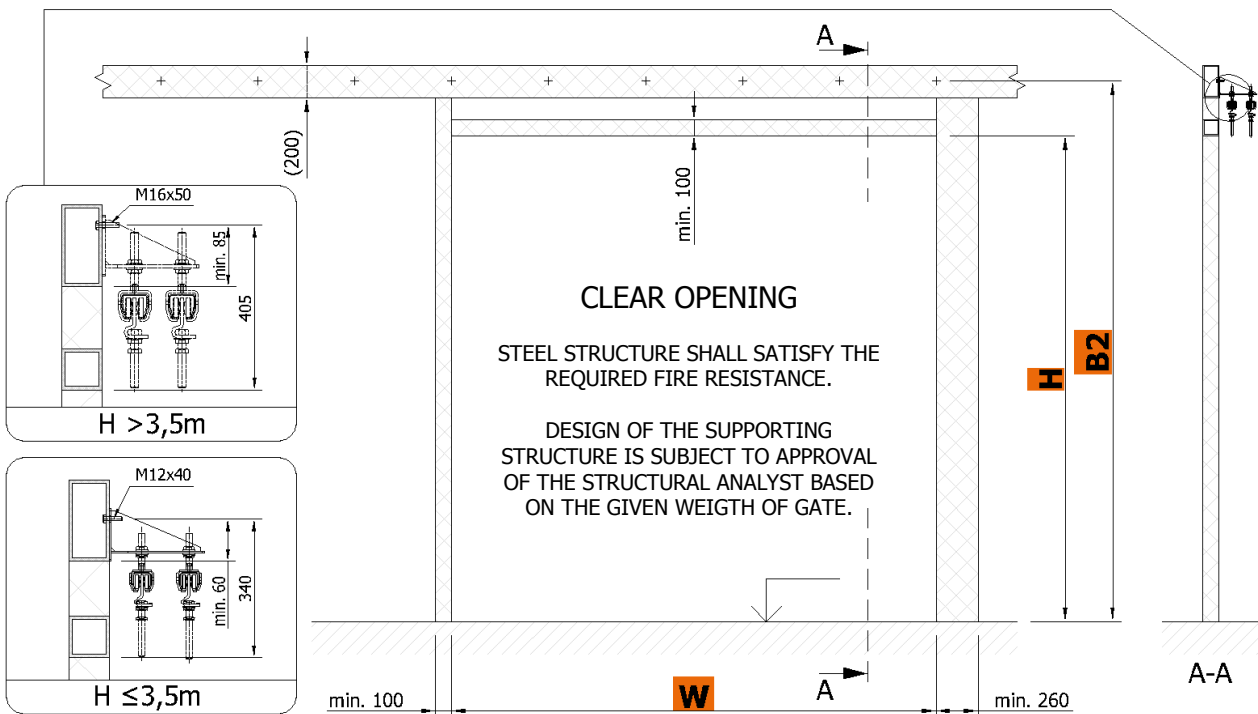 A
(200)
min. 100
M16x50
min. 85
405
H >3,5m
CLEAR OPENING
STEEL STRUCTURE SHALL SATISFY THE
REQUIRED FIRE RESISTANCE.
DESIGN OF THE SUPPORTING
STRUCTURE IS SUBJECT TO APPROVAL
OF THE STRUCTURAL ANALYST BASED
ON THE GIVEN WEIGTH OF GATE.
H
B2
M12x40
min. 60
340
H ≤3,5m
min. 100
W
A
min. 260
A-A